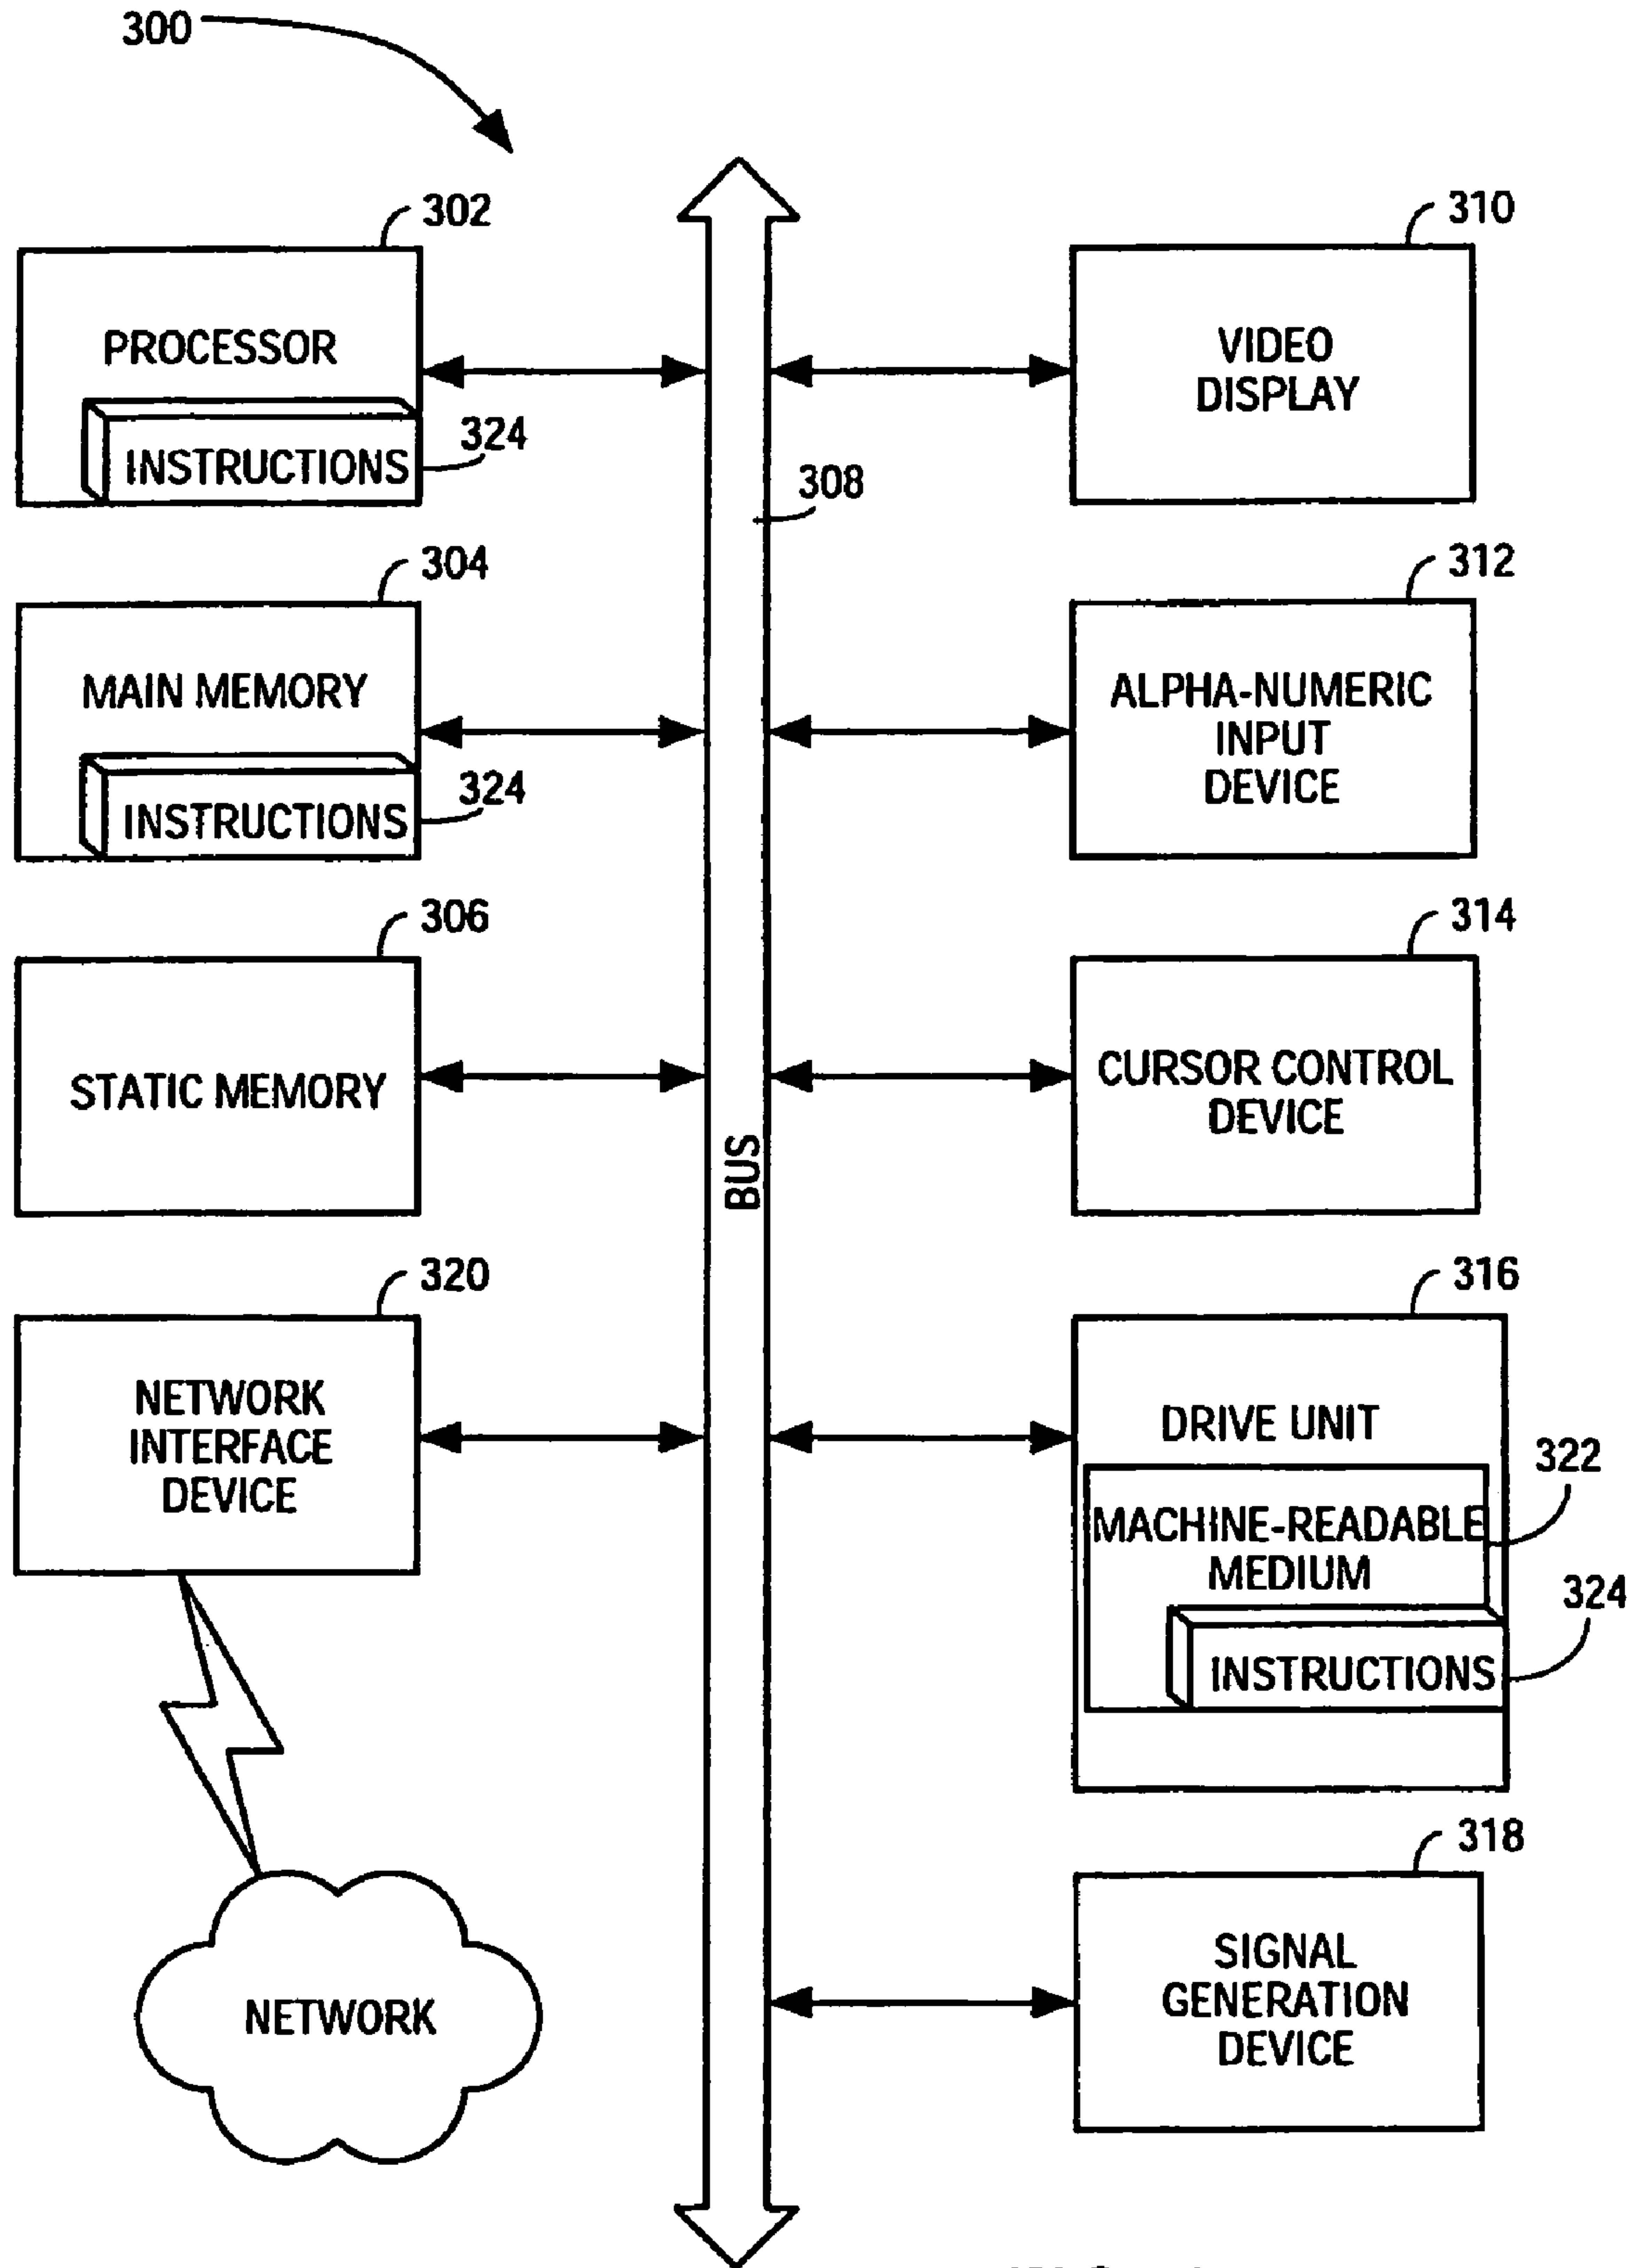 300
302
PROCESSOR
INSTRUCTIONS
324
304
MAIN MEMORY
INSTRUCTIONS
324
306
STATIC MEMORY
320
NETWORK
INTERFACE
DEVICE
NETWORK
308
BUS
310
VIDEO
DISPLAY
312
ALPHA-NUMERIC
INPUT
DEVICE
314
CURSOR CONTROL
DEVICE
316
DRIVE UNIT
322
MACHINE-READABLE
MEDIUM
324
INSTRUCTIONS
318
SIGNAL
GENERATION
DEVICE